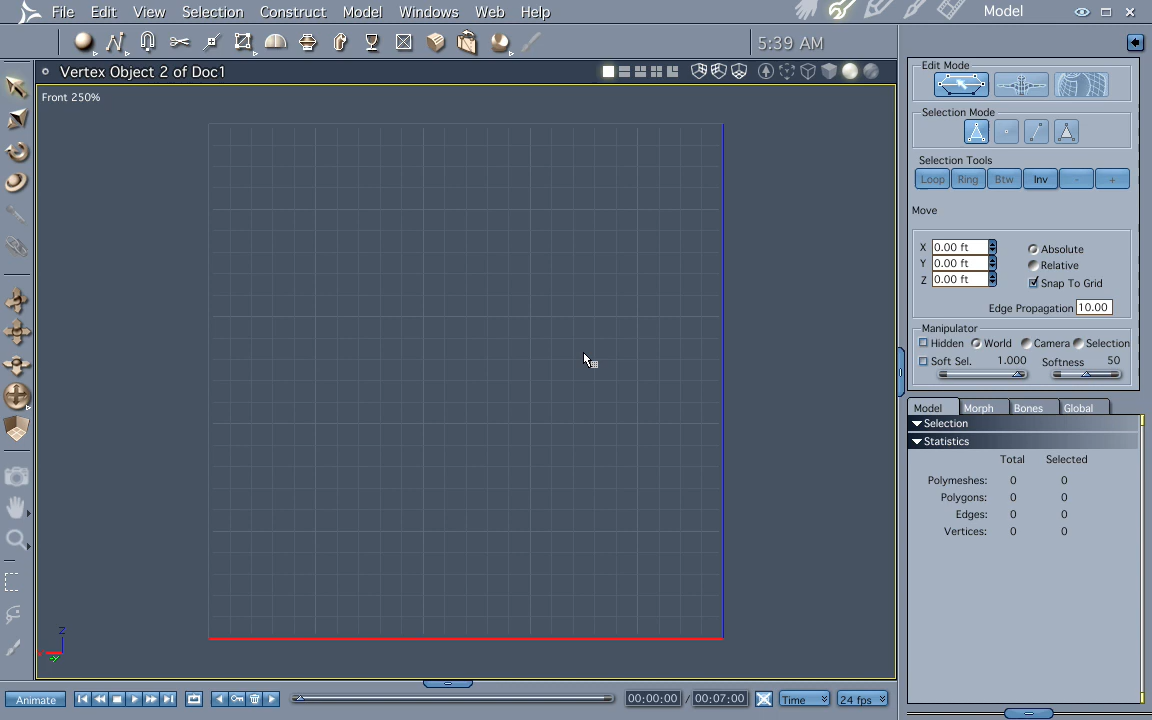 File Edit View Selection Construct Model Windows Web Help Model
5:39 AM
Vertex Object 2 of Doc1
Front 250%
Z
Edit Mode
Selection Mode
Selection Tools
Loop Ring Btw Inv - +
Move
X 0.00 ft Absolute
Y 0.00 ft Relative
Z 0.00 ft Snap To Grid
Edge Propagation 10.00
Manipulator
Hidden World Camera Selection
Soft Sel. 1.000 Softness 50
Model Morph Bones Global
Selection
Statistics
Total Selected
Polymeshes: 0 0
Polygons: 0 0
Edges: 0 0
Vertices: 0 0
Animate 00:00:00 / 00:07:00 Time 24 fps